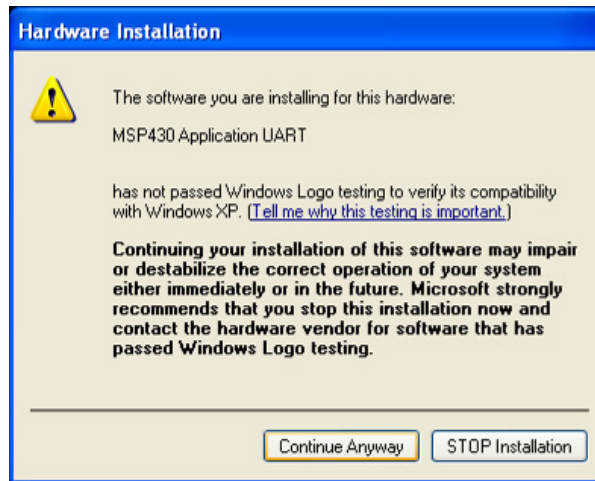 Hardware Installation
The software you are installing for this hardware:
MSP430 Application UART
has not passed Windows Logo testing to verify its compatibility
with Windows XP. (Tell me why this testing is important.)
Continuing your installation of this software may impair
or destabilize the correct operation of your system
either immediately or in the future. Microsoft strongly
recommends that you stop this installation now and
contact the hardware vendor for software that has
passed Windows Logo testing.
Continue Anyway STOP Installation